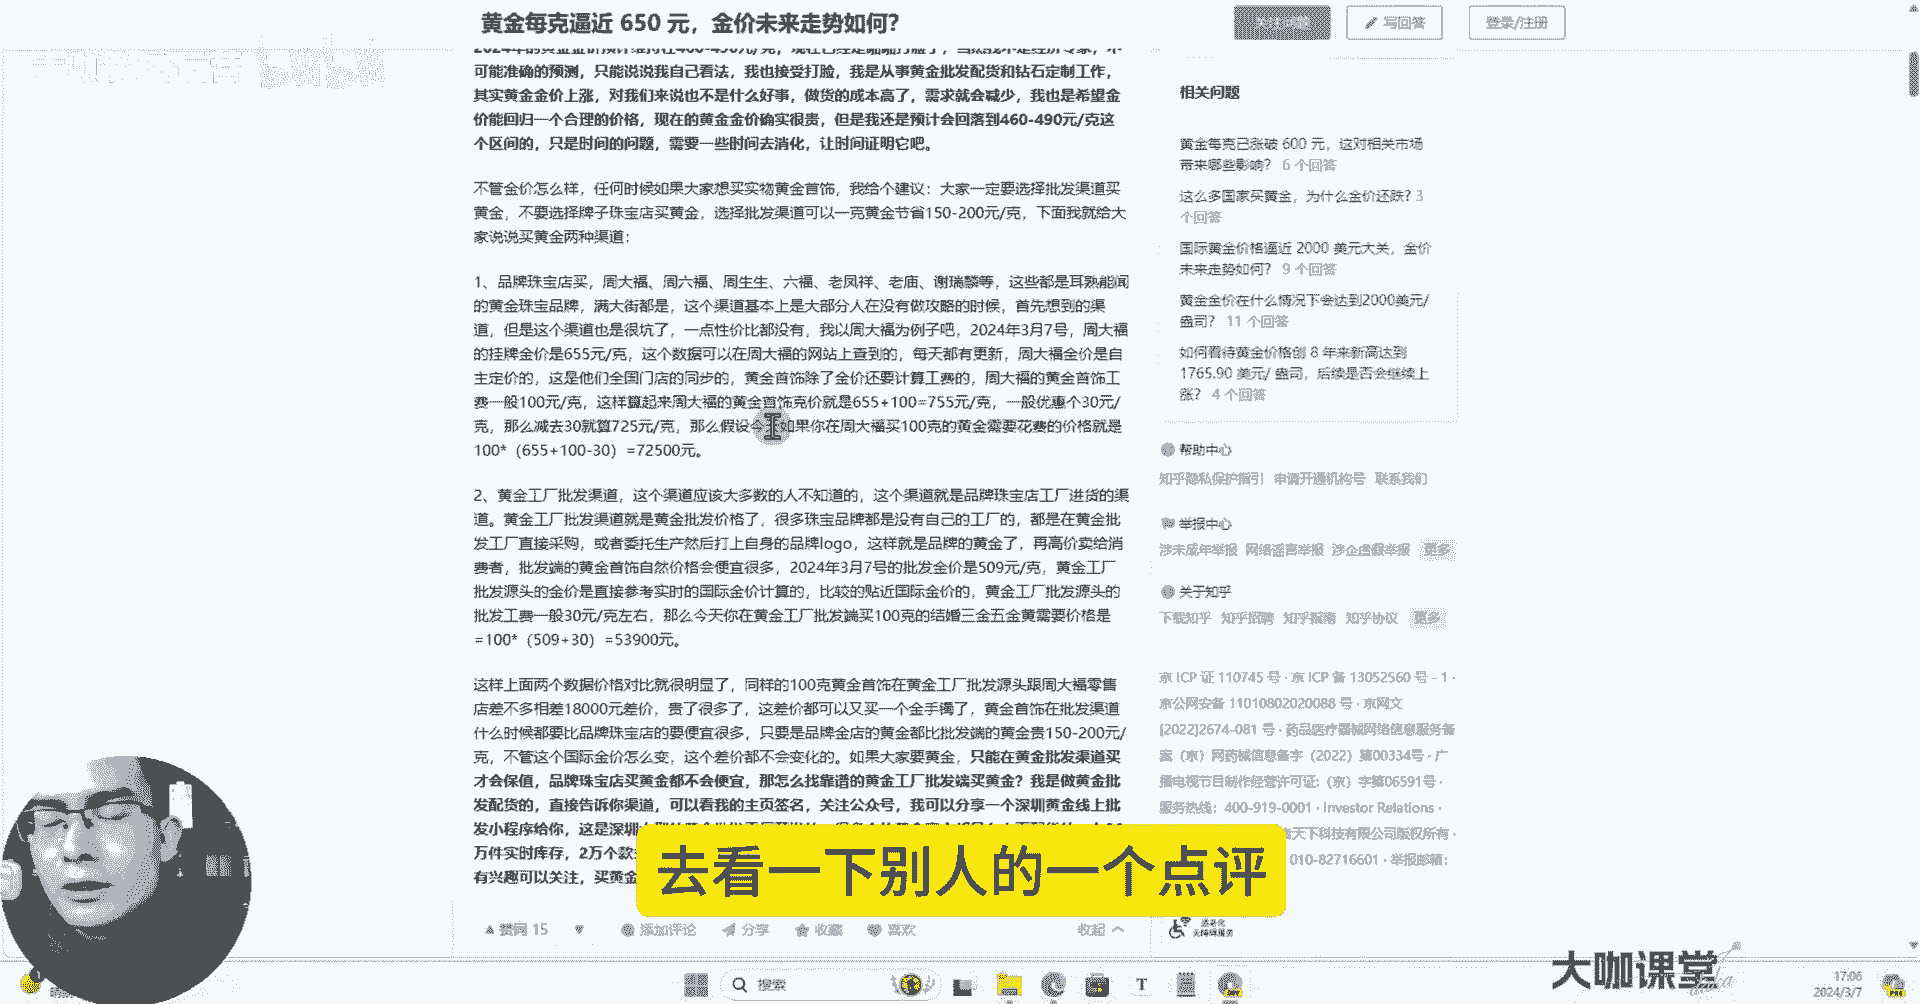 黄金每克逼近 650 元，金价未来走势如何？
写回答
登录/注册
可能准确的预测，只能说说我自己看法，我也接受打脸，我是从事黄金批发配货和钻石定制工作，
其实黄金金价上涨，对我们来说也不是什么好事，做货的成本高了，需求就会减少，我也是希望金
价能回归一个合理的价格，现在的黄金金价确实很贵，但是我还是预计会回落到460-490元/克这
个区间的，只是时间的问题，需要一些时间去消化，让时间证明它吧。
不管金价怎么样，任何时候如果大家想买实物黄金首饰，我给个建议：大家一定要选择批发渠道买
黄金，不要选择牌子珠宝店买黄金，选择批发渠道可以一克黄金节省150-200元/克，下面我就给大
家说说买黄金两种渠道：
1、品牌珠宝店买，周大福、周六福、周生生、六福、老凤祥、老庙、谢瑞麟等，这些都是耳熟能闻
的黄金珠宝品牌，满大街都是，这个渠道基本上是大部分人在没有做攻略的时候，首先想到的渠
道，但是这个渠道也是很坑了，一点性价比都没有，我以周大福为例子吧，2024年3月7号，周大福
的挂牌金价是655元/克，这个数据可以在周大福的网站上查到的，每天都有更新，周大福金价是自
主定价的，这是他们全国门店的同步的，黄金首饰除了金价还要计算工费的，周大福的黄金首饰工
费一般100元/克，这样算起来周大福的黄金首饰克价就是655+100=755元/克，一般优惠个30元/
克，那么减去30就算725元/克，那么假设今天如果你在周大福买100克的黄金需要花费的价格就是
100*（655+100-30）=72500元。
2、黄金工厂批发渠道，这个渠道应该大多数的人不知道的，这个渠道就是品牌珠宝店工厂进货的渠
道。黄金工厂批发渠道就是黄金批发价格了，很多珠宝品牌都是没有自己的工厂的，都是在黄金批
发工厂直接采购，或者委托生产然后打上自身的品牌logo，这样就是品牌的黄金了，再高价卖给消
费者，批发端的黄金首饰自然价格会便宜很多，2024年3月7号的批发金价是509元/克，黄金工厂
批发源头的金价是直接参考实时的国际金价计算的，比较的贴近国际金价的，黄金工厂批发源头的
批发工费一般30元/克左右，那么今天你在黄金工厂批发端买100克的结婚三金五金黄需要价格是
=100*（509+30）=53900元。
这样上面两个数据价格对比就很明显了，同样的100克黄金首饰在黄金工厂批发源头跟周大福零售
店差不多相差18000元差价，贵了很多了，这差价都可以又买一个金手镯了，黄金首饰在批发渠道
什么时候都要比品牌珠宝店的要便宜很多，只要是品牌金店的黄金都比批发端的黄金贵150-200元/
克，不管这个国际金价怎么变，这个差价都不会变化的。如果大家要黄金，只能在黄金批发渠道买
才会保值，品牌珠宝店买黄金都不会便宜，那怎么找靠谱的黄金工厂批发端买黄金？我是做黄金批
发配货的，直接告诉你渠道，可以看我的主页签名，关注公众号，我可以分享一个深圳黄金线上批
发小程序给你，这是深圳
万件实时库存，2万个款
有兴趣可以关注，买黄金
赞同 15
添加评论
分享
收藏
喜欢
收起
相关问题
黄金每克已涨破 600 元，这对相关市场
带来哪些影响？ 6 个回答
这么多国家买黄金，为什么金价还跌？3
个回答
国际黄金价格逼近 2000 美元大关，金价
未来走势如何？ 9 个回答
黄金金价在什么情况下会达到2000美元/
盎司？ 11 个回答
如何看待黄金价格创 8 年来新高达到
1765.90 美元/ 盎司，后续是否会继续上
涨？ 4 个回答
帮助中心
知乎隐私保护指引 申请开通机构号 联系我们
举报中心
涉未成年举报 网络谣言举报 涉企虚假举报 更多
关于知乎
下载知乎 知乎招聘 知乎指南 知乎协议 更多
京 ICP 证 110745 号 · 京 ICP 备 13052560 号 - 1 ·
京公网安备 11010802020088 号 · 京网文
[2022]2674-081 号 · 药品医疗器械网络信息服务备
案（京）网药械信息备字（2022）第00334号 · 广
播电视节目制作经营许可证:（京）字第06591号 ·
服务热线：400-919-0001 · Investor Relations ·
天下科技有限公司版权所有 ·
010-82716601 · 举报邮箱：
去看一下别人的一个点评
大咖课堂
搜索
17:06
2024/3/7